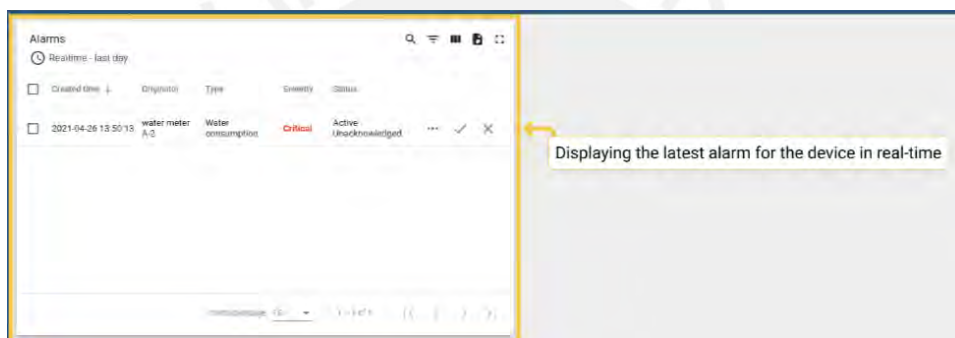 Alarms
Realtime - last day
Created time ↓ Originator Type Severity Status
2021-04-26 13:50:13 water meter A-2 Water consumption Critical Active Unacknowledged
Displaying the latest alarm for the device in real-time